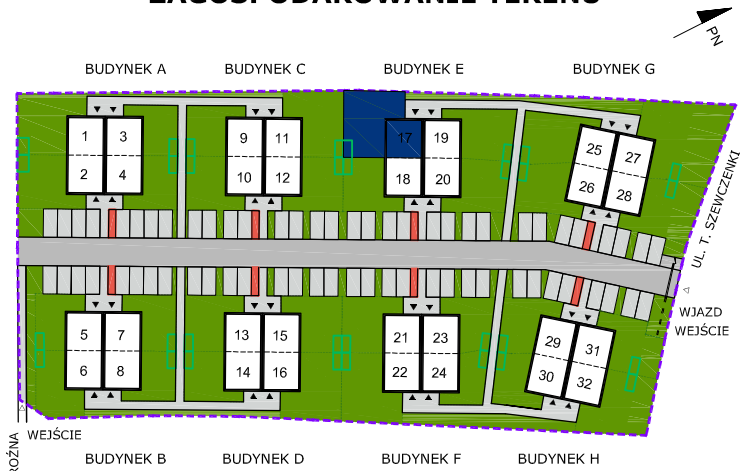 ZAGOSPODAROWANIE TERENU
PN
BUDYNEK A BUDYNEK C BUDYNEK E BUDYNEK G
1 3 9 11 17 19 25 27
2 4 10 12 18 20 26 28
UL. T. SZEWCZENKI
WJAZD
WEJŚCIE
5 7 13 15 21 23 29 31
6 8 14 16 22 24 30 32
WEJŚCIE
BUDYNEK B BUDYNEK D BUDYNEK F BUDYNEK H